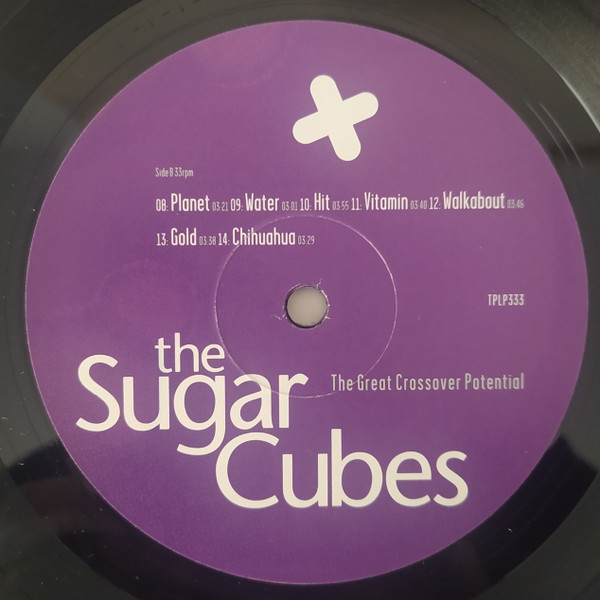 Side B 33rpm
08: Planet 03:21 09: Water 03:01 10: Hit 03:55 11: Vitamin 03:40 12: Walkabout 03:46
13: Gold 03:38 14: Chihuahua 03:29
TPLP333
the
Sugar
Cubes
The Great Crossover Potential